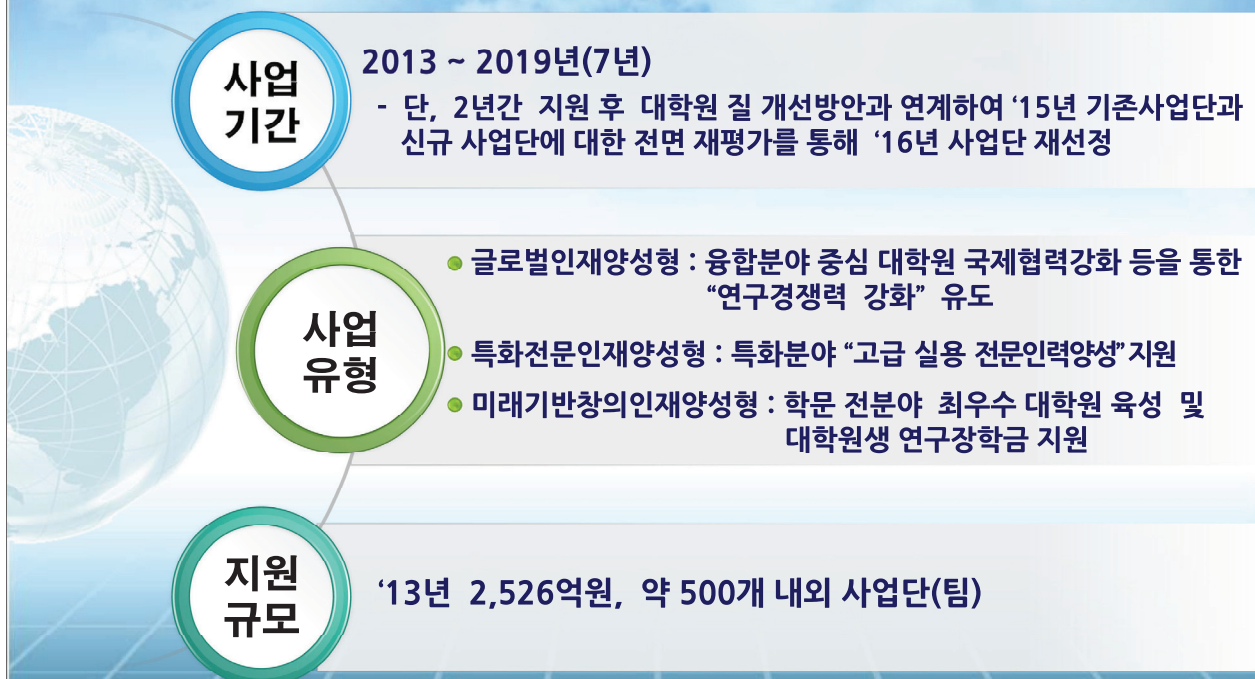 사업
기간
2013 ~ 2019년(7년)
- 단, 2년간 지원 후 대학원 질 개선방안과 연계하여 ‘15년 기존사업단과
신규 사업단에 대한 전면 재평가를 통해 ‘16년 사업단 재선정
사업
유형
글로벌인재양성형 : 융합분야 중심 대학원 국제협력강화 등을 통한
“연구경쟁력 강화” 유도
특화전문인재양성형 : 특화분야 “고급 실용 전문인력양성”지원
미래기반창의인재양성형 : 학문 전분야 최우수 대학원 육성 및
대학원생 연구장학금 지원
지원
규모
‘13년 2,526억원, 약 500개 내외 사업단(팀)